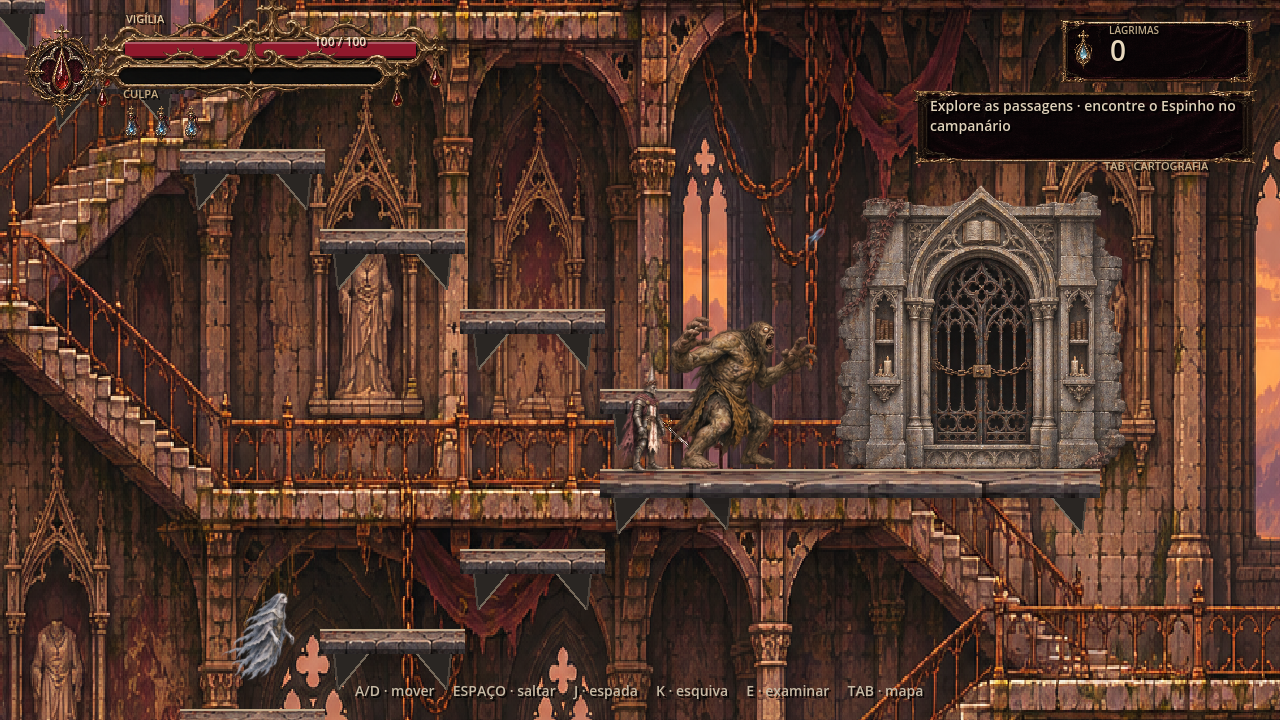 VIGÍLIA
100 / 100
CULPA
LÁGRIMAS
0
Explore as passagens · encontre o Espinho no
campanário
TAB · CARTOGRAFIA
A/D · mover ESPAÇO · saltar J · espada K · esquiva E · examinar TAB · mapa